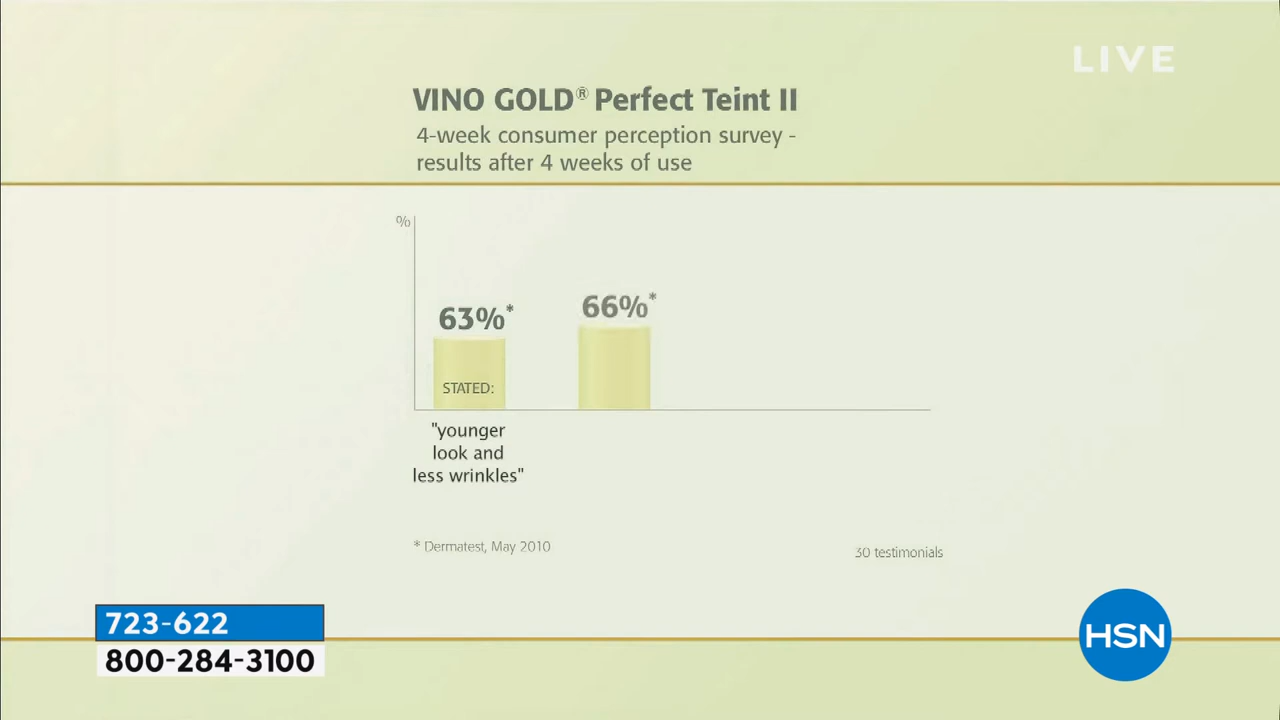 LIVE
VINO GOLD® Perfect Teint II
4-week consumer perception survey -
results after 4 weeks of use
%
63%*
66%*
STATED:
"younger
look and
less wrinkles"
* Dermatest, May 2010
30 testimonials
723-622
800-284-3100
HSN